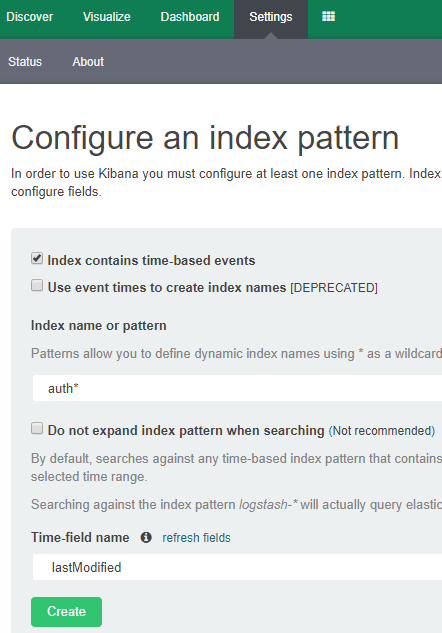 Discover Visualize Dashboard Settings
Status About
Configure an index pattern
In order to use Kibana you must configure at least one index pattern. Index
configure fields.
Index contains time-based events
Use event times to create index names [DEPRECATED]
Index name or pattern
Patterns allow you to define dynamic index names using * as a wildcard
auth*
Do not expand index pattern when searching (Not recommended)
By default, searches against any time-based index pattern that contains
selected time range.
Searching against the index pattern logstash-* will actually query elastic
Time-field name refresh fields
lastModified
Create